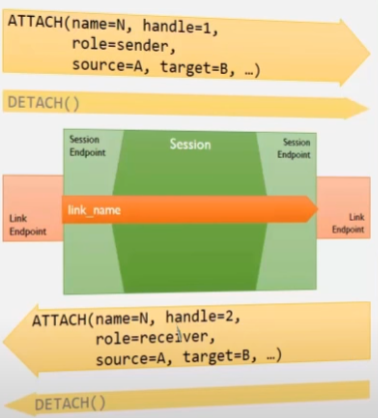 ATTACH(name=N, handle=1,
role=sender,
source=A, target=B, …)
DETACH()
Session
Endpoint
Session
Session
Endpoint
link_name
Link
Endpoint
Link
Endpoint
ATTACH(name=N, handle=2,
role=receiver,
source=A, target=B, …)
DETACH()